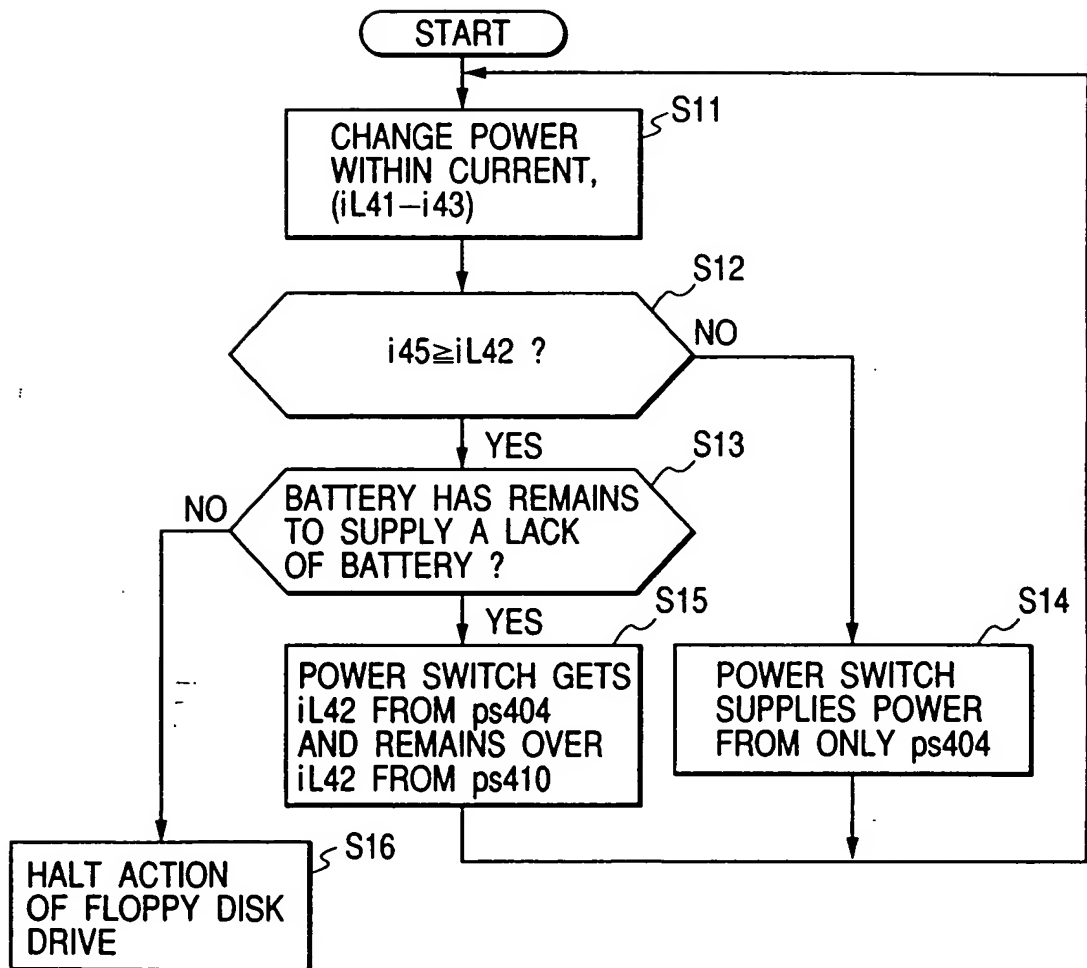 START
S11
CHANGE POWER
WITHIN CURRENT,
(iL41−i43)
S12
i45≧iL42 ?
NO
YES
S13
NO
BATTERY HAS REMAINS
TO SUPPLY A LACK
OF BATTERY ?
YES
S15
POWER SWITCH GETS
iL42 FROM ps404
AND REMAINS OVER
iL42 FROM ps410
S14
POWER SWITCH
SUPPLIES POWER
FROM ONLY ps404
S16
HALT ACTION
OF FLOPPY DISK
DRIVE